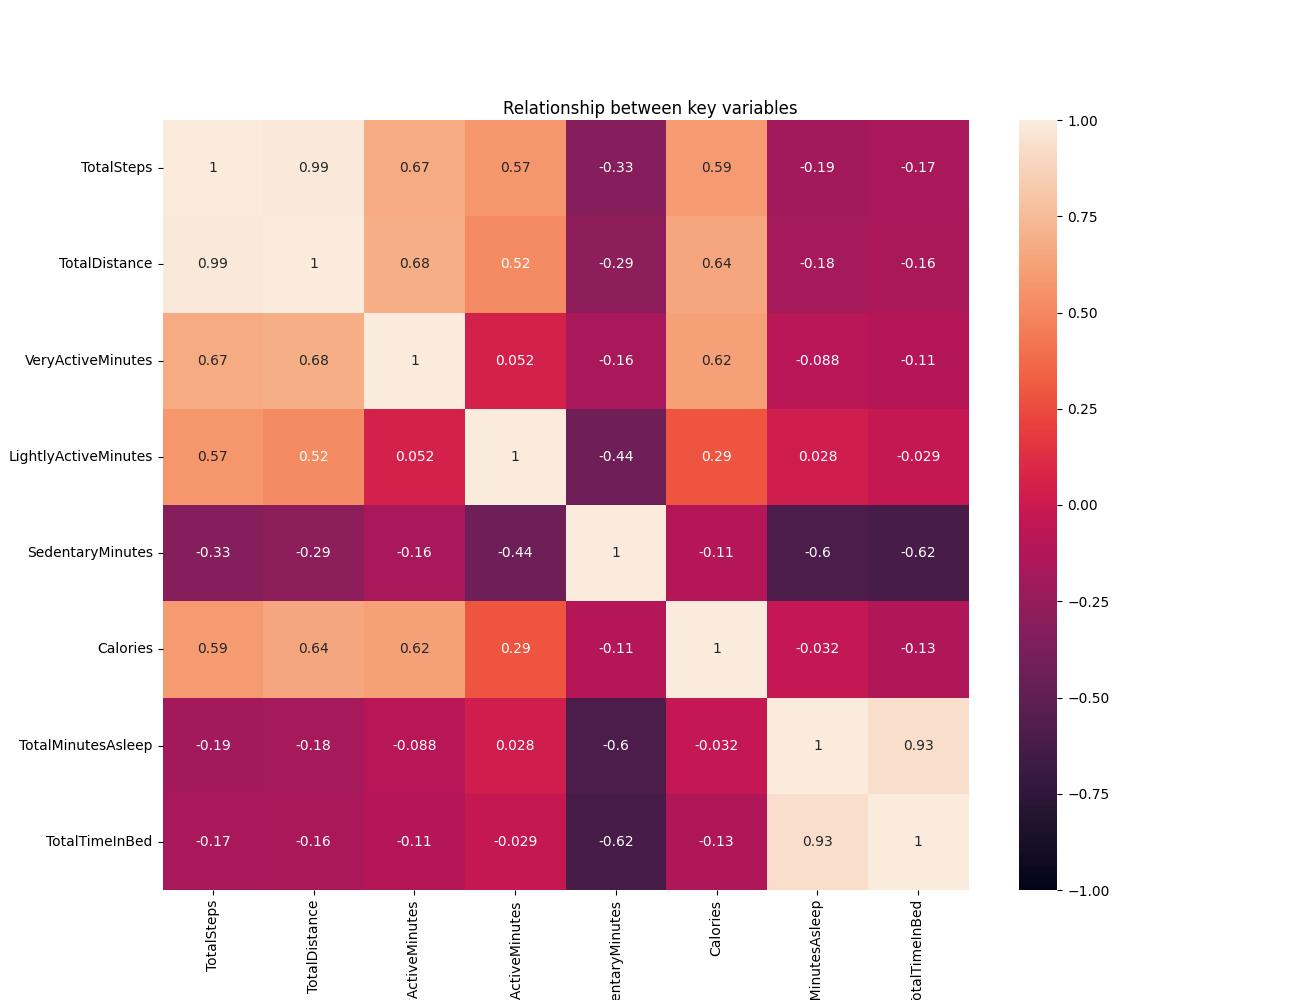 Relationship between key variables
TotalSteps 1 0.99 0.67 0.57 -0.33 0.59 -0.19 -0.17
TotalDistance 0.99 1 0.68 0.52 -0.29 0.64 -0.18 -0.16
VeryActiveMinutes 0.67 0.68 1 0.052 -0.16 0.62 -0.088 -0.11
LightlyActiveMinutes 0.57 0.52 0.052 1 -0.44 0.29 0.028 -0.029
SedentaryMinutes -0.33 -0.29 -0.16 -0.44 1 -0.11 -0.6 -0.62
Calories 0.59 0.64 0.62 0.29 -0.11 1 -0.032 -0.13
TotalMinutesAsleep -0.19 -0.18 -0.088 0.028 -0.6 -0.032 1 0.93
TotalTimeInBed -0.17 -0.16 -0.11 -0.029 -0.62 -0.13 0.93 1
TotalSteps
TotalDistance
ActiveMinutes
ActiveMinutes
entaryMinutes
Calories
MinutesAsleep
otalTimeInBed
1.00
0.75
0.50
0.25
0.00
−0.25
−0.50
−0.75
−1.00